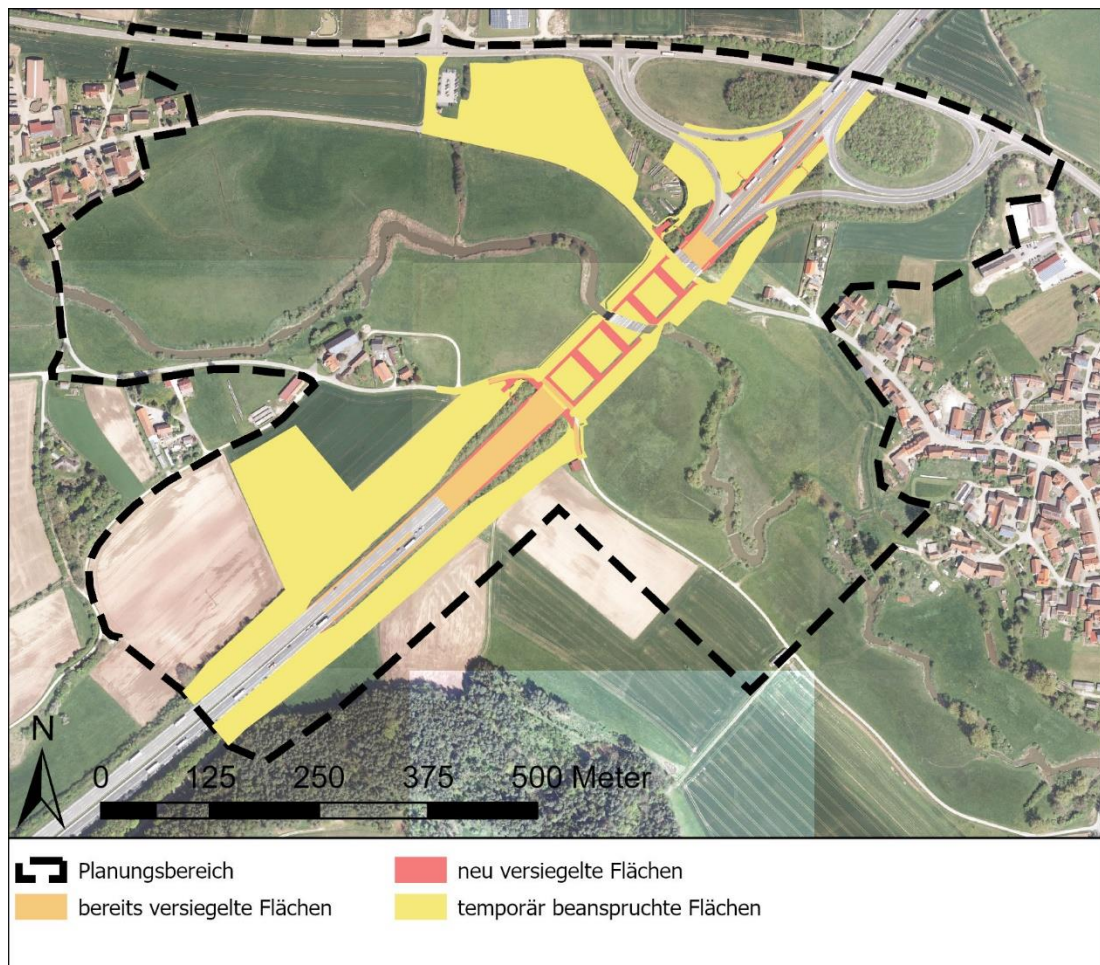 N
0 125 250 375 500 Meter
Planungsbereich neu versiegelte Flächen
bereits versiegelte Flächen temporär beanspruchte Flächen